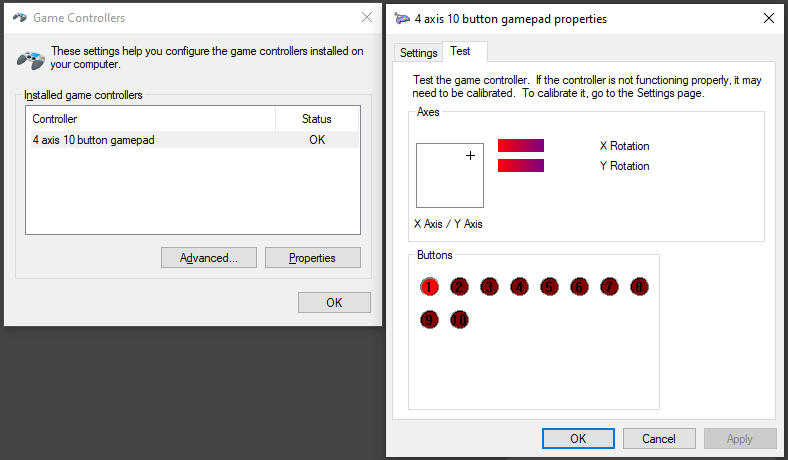 Game Controllers
These settings help you configure the game controllers installed on
your computer.
Installed game controllers
Controller Status
4 axis 10 button gamepad OK
Advanced... Properties
OK
4 axis 10 button gamepad properties
Settings Test
Test the game controller. If the controller is not functioning properly, it may
need to be calibrated. To calibrate it, go to the Settings page.
Axes
X Rotation
Y Rotation
X Axis / Y Axis
Buttons
1 2 3 4 5 6 7 8
9 10
OK Cancel Apply